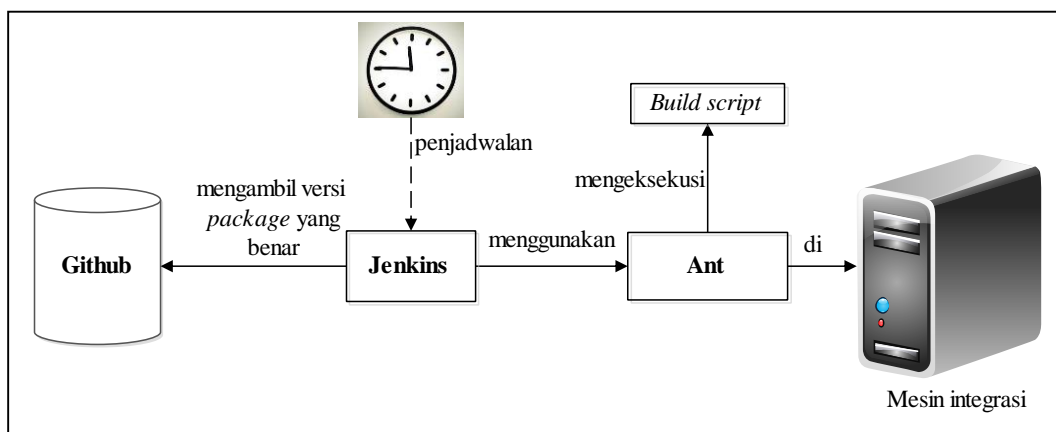 Build script
penjadwalan
mengeksekusi
mengambil versi
package yang
benar
Github
Jenkins
menggunakan
Ant
di
Mesin integrasi